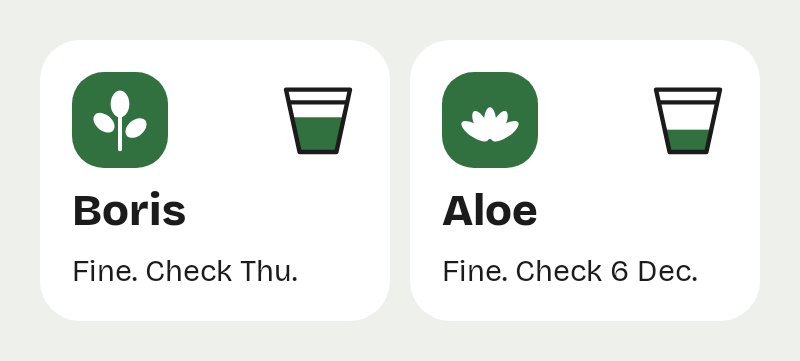 Boris
Fine. Check Thu.
Aloe
Fine. Check 6 Dec.